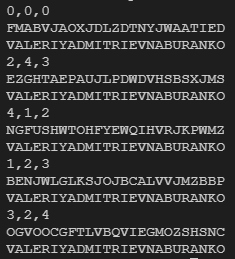 0,0,0
FMABVJAOXJDLZDTNYJWAATIED
VALERIYADMITRIEVNABURANKO
2,4,3
EZGHTAEPAUJLPDWDVHSBSXJMS
VALERIYADMITRIEVNABURANKO
4,1,2
NGFUSHWTOHFYEWQIHVRJKPWMZ
VALERIYADMITRIEVNABURANKO
1,2,3
BENJWLGLKSJOJBCALVVJMZBBP
VALERIYADMITRIEVNABURANKO
3,2,4
OGVOOCGFTLVBQVIEGMOZSHSNC
VALERIYADMITRIEVNABURANKO